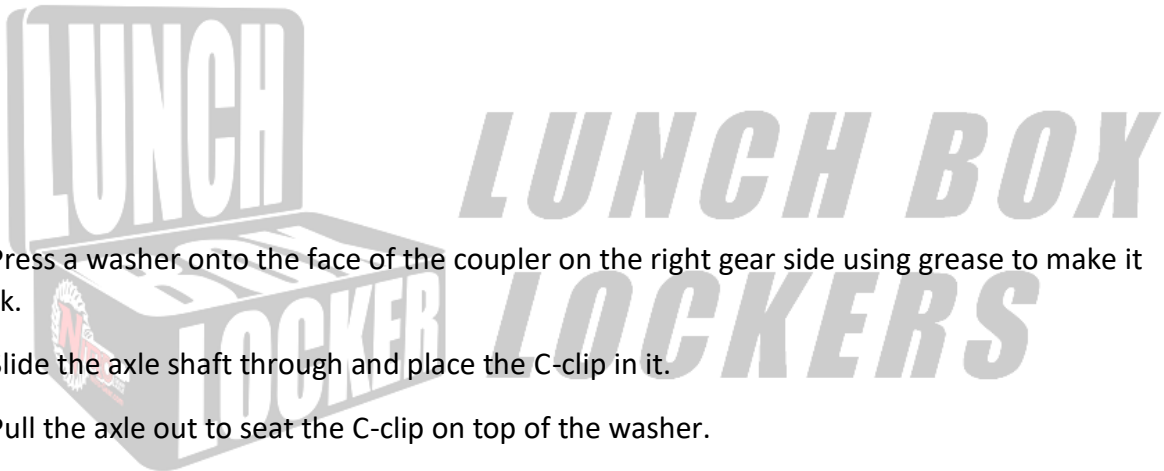 LUNCH
BOX
LOCKER
LUNCH BOX
LOCKERS
Press a washer onto the face of the coupler on the right gear side using grease to make it
k.
Slide the axle shaft through and place the C-clip in it.
Pull the axle out to seat the C-clip on top of the washer.